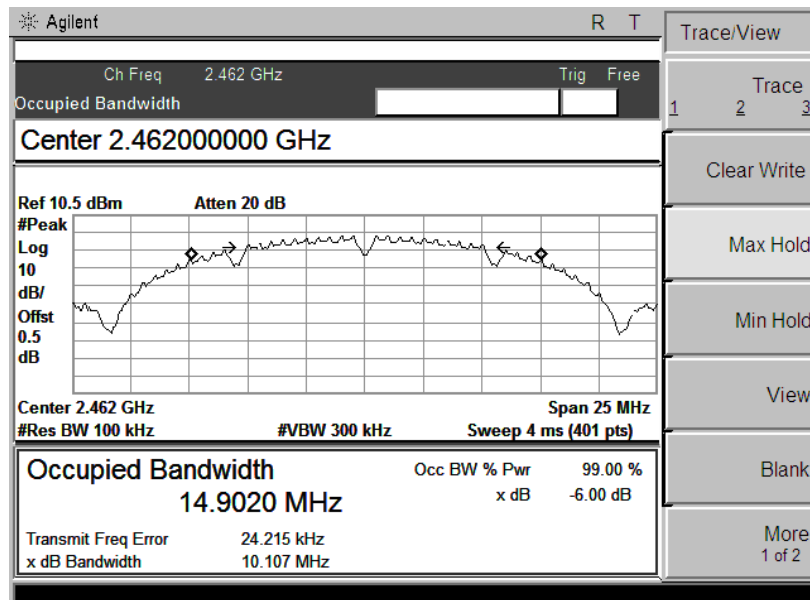 Agilent R T
Trace/View
Ch Freq 2.462 GHz Trig Free
Occupied Bandwidth
Center 2.462000000 GHz
Ref 10.5 dBm Atten 20 dB
#Peak
Log
10
dB/
Offst
0.5
dB
Center 2.462 GHz Span 25 MHz
#Res BW 100 kHz #VBW 300 kHz Sweep 4 ms (401 pts)
Occupied Bandwidth
14.9020 MHz
Occ BW % Pwr 99.00 %
x dB -6.00 dB
Transmit Freq Error 24.215 kHz
x dB Bandwidth 10.107 MHz
Trace
1 2 3
Clear Write
Max Hold
Min Hold
View
Blank
More
1 of 2